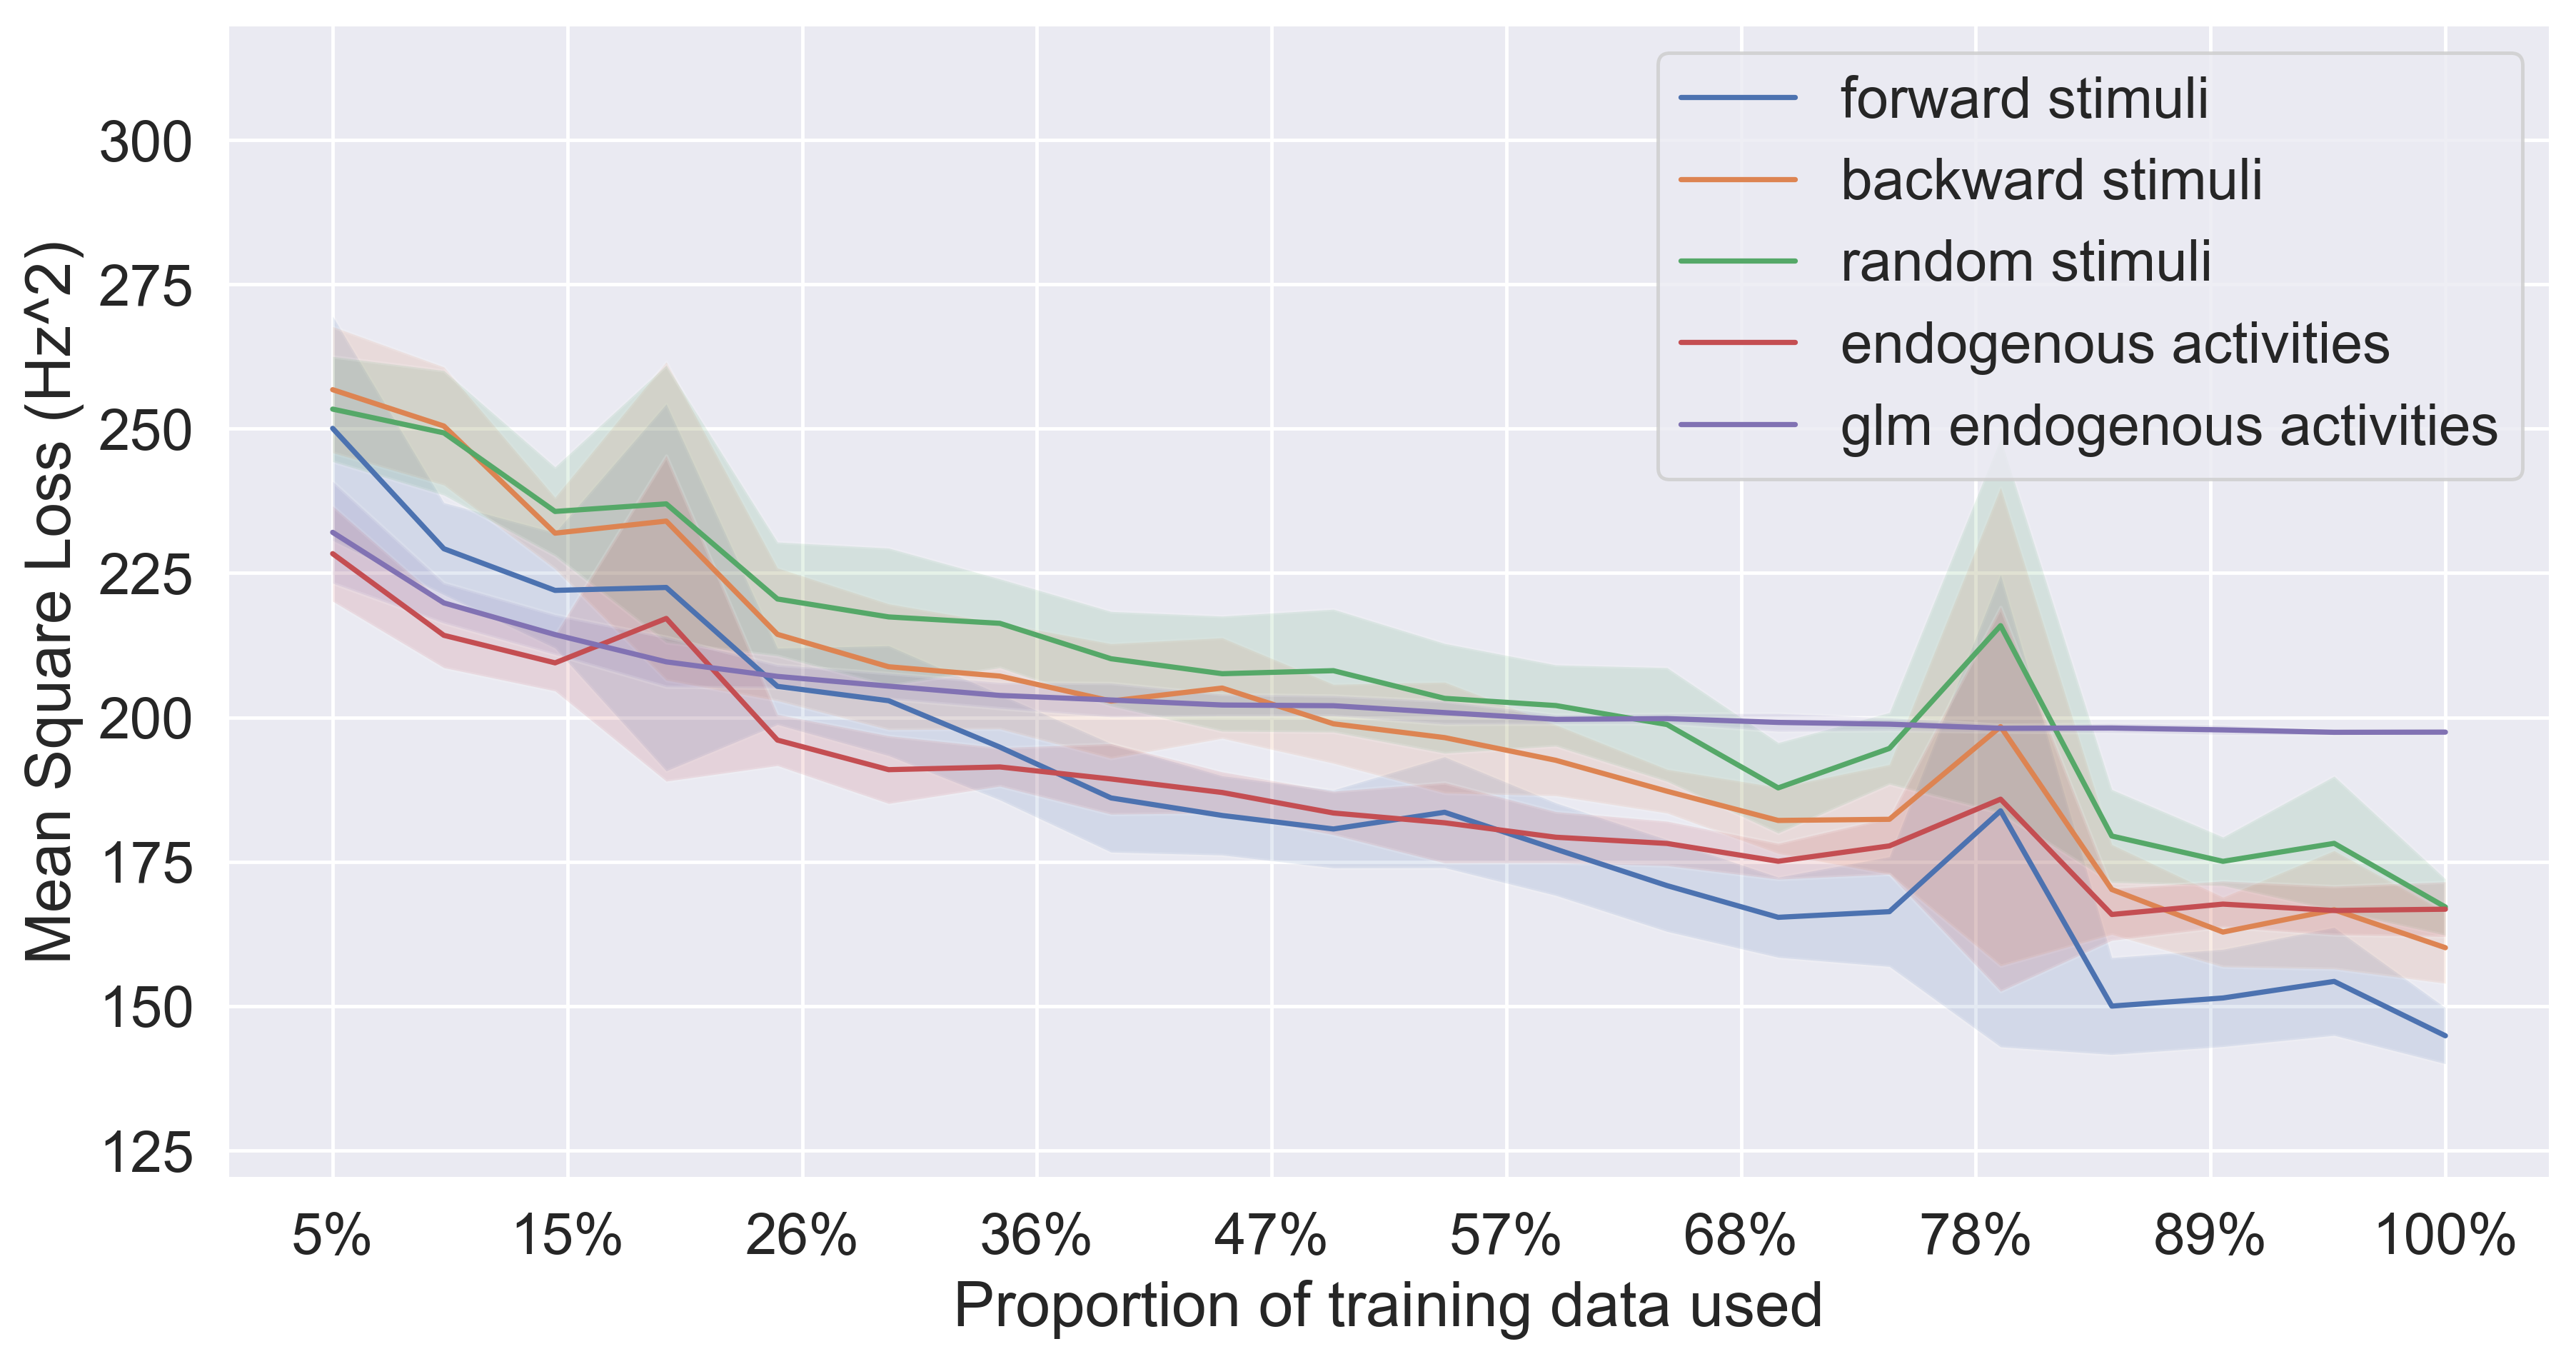 forward stimuli
backward stimuli
random stimuli
endogenous activities
glm endogenous activities
Mean Square Loss (Hz^2)
300
275
250
225
200
175
150
125
5% 15% 26% 36% 47% 57% 68% 78% 89% 100%
Proportion of training data used